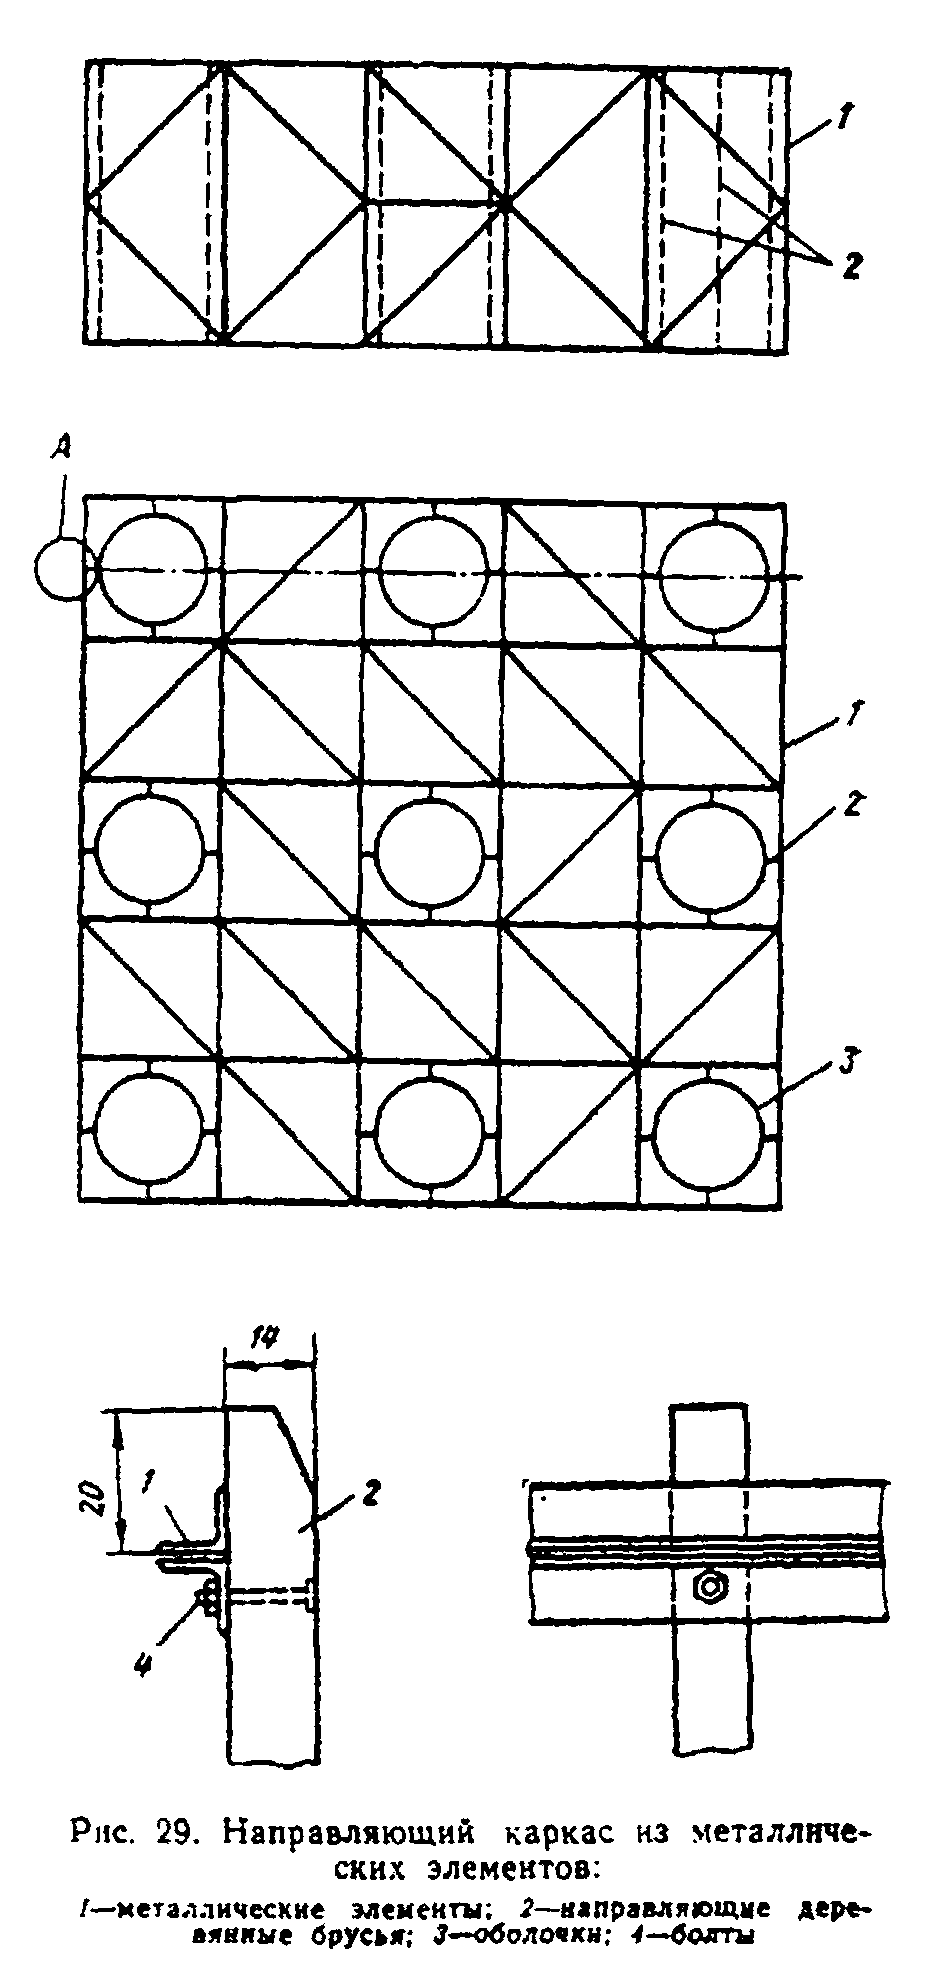 1
2
А
1
2
3
14
20
1
2
4
Рис. 29. Направляющий каркас из металличе-
ских элементов:
1—металлические элементы; 2—направляющие дере-
вянные брусья; 3—оболочки; 4—болты